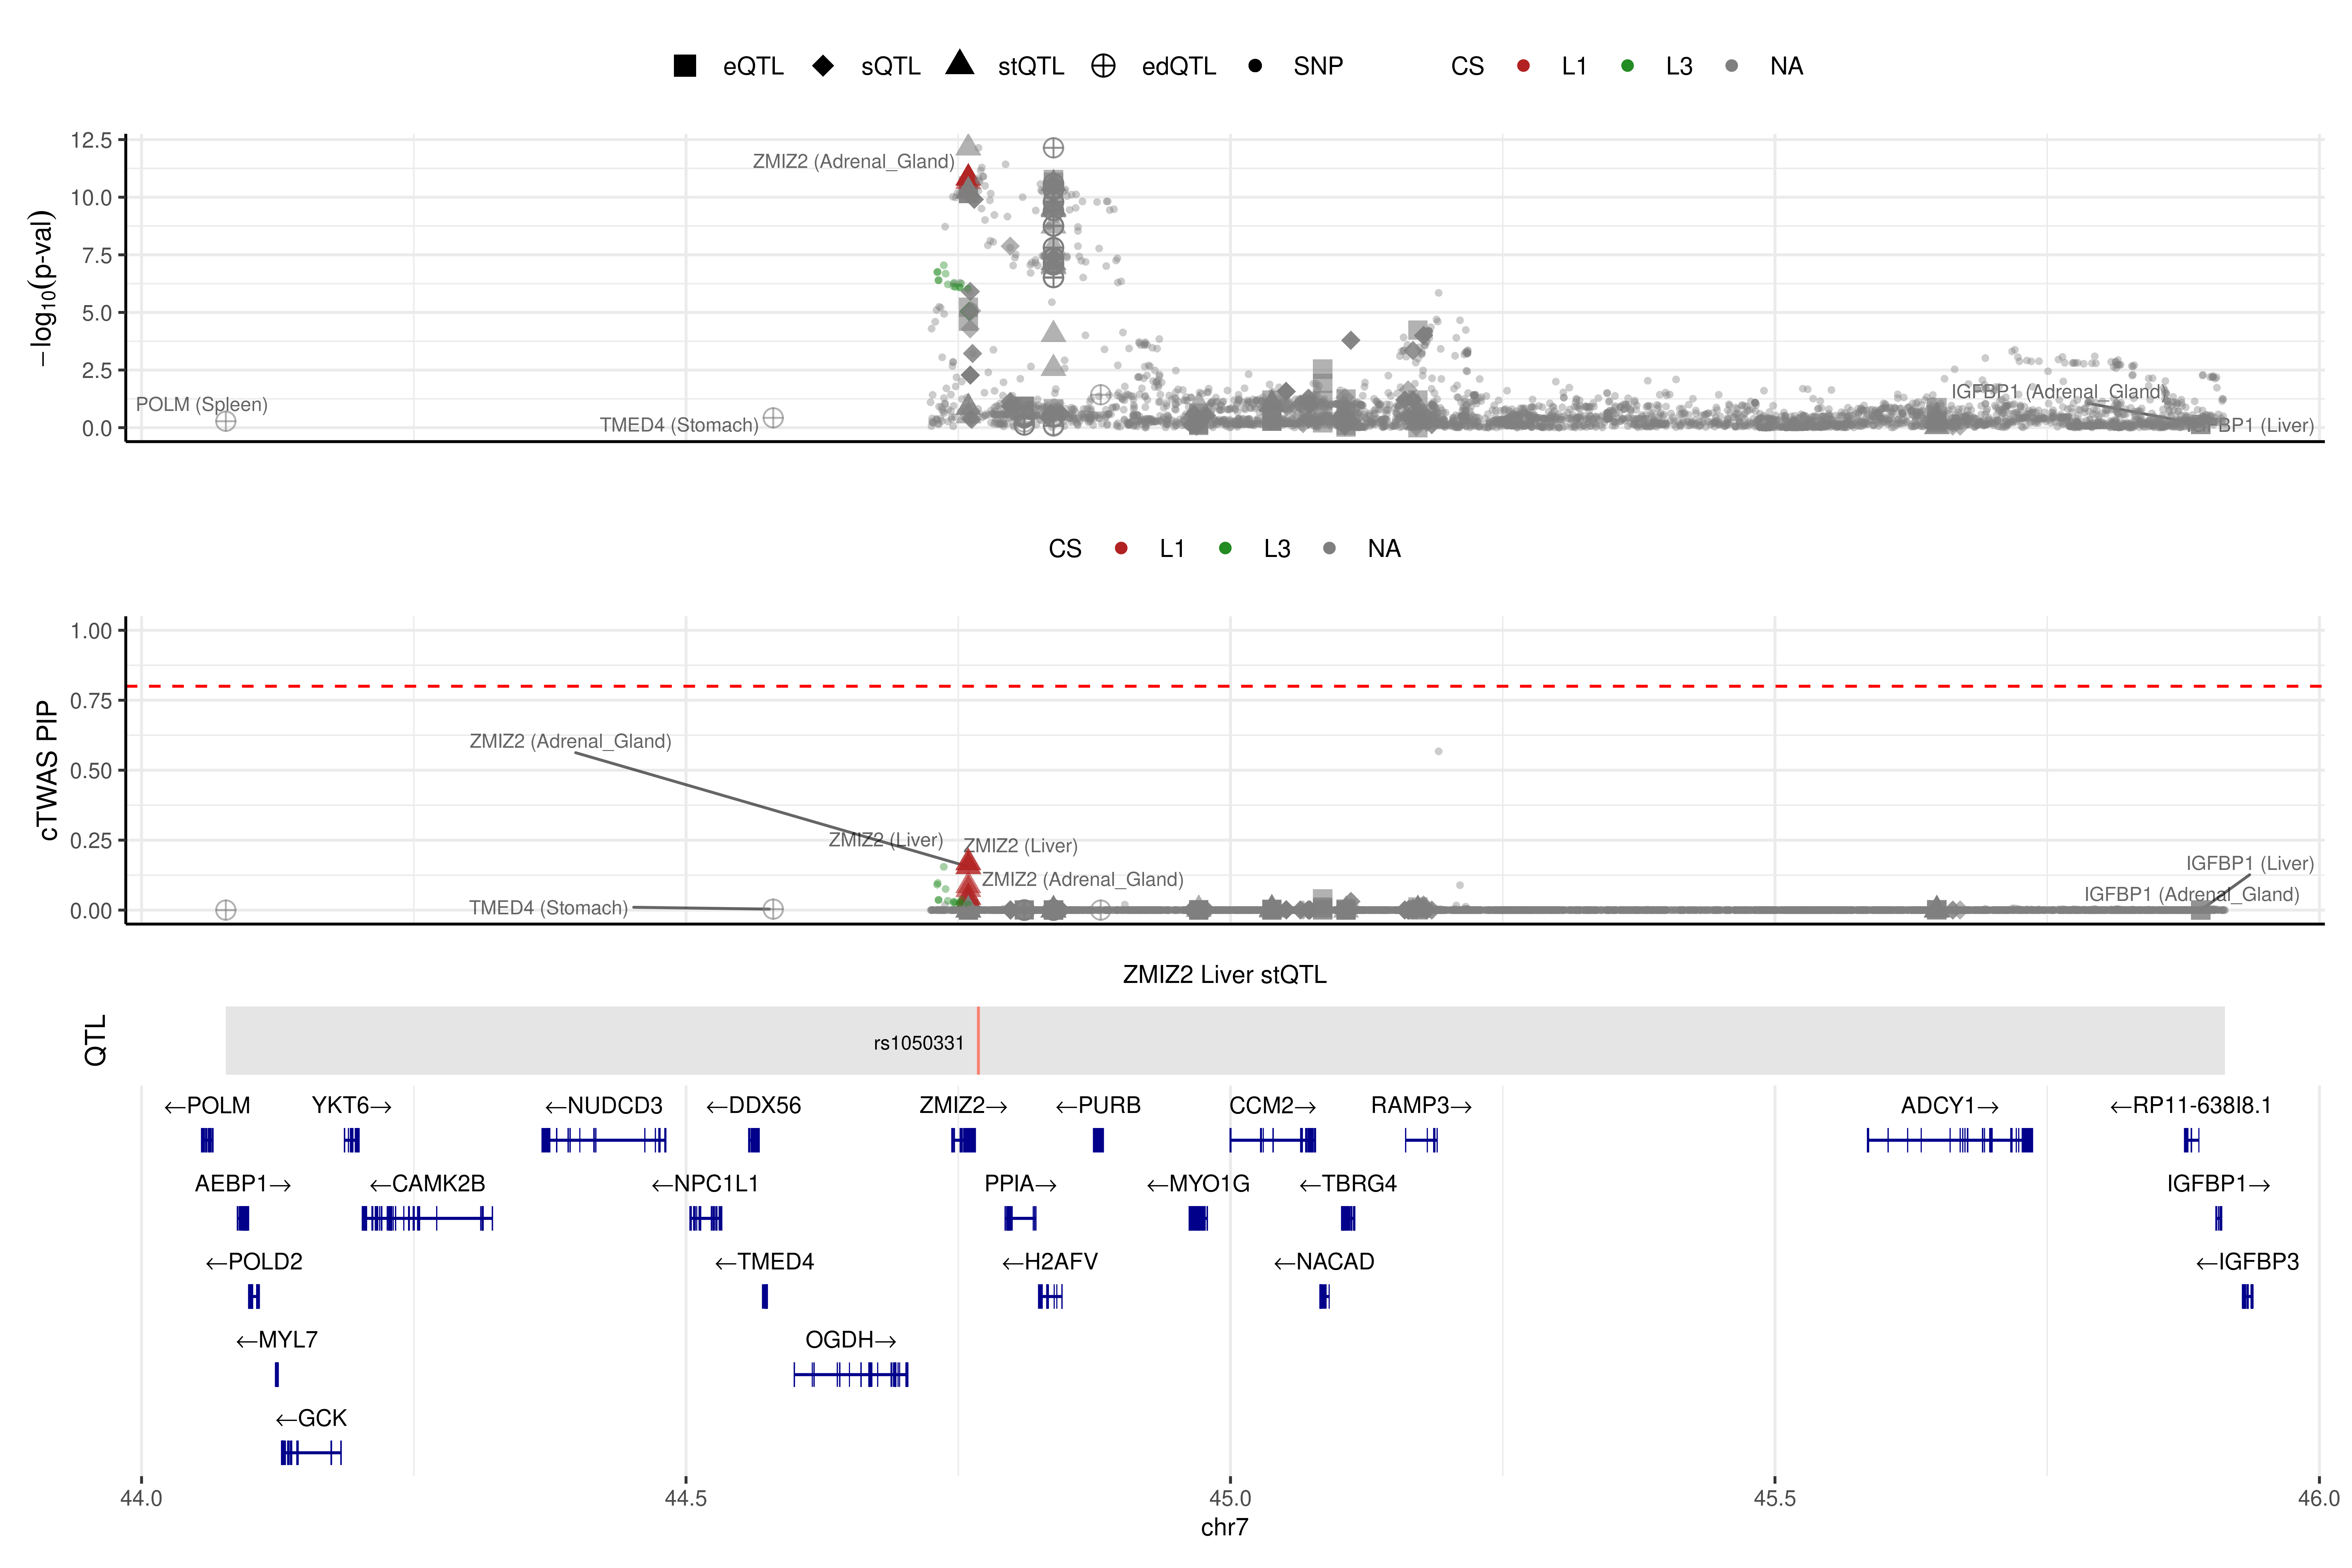 eQTL sQTL stQTL edQTL SNP CS L1 L3 NA
−log10(p-val)
12.5
10.0
7.5
5.0
2.5
0.0
ZMIZ2 (Adrenal_Gland)
POLM (Spleen)
TMED4 (Stomach)
IGFBP1 (Adrenal_Gland)
IGFBP1 (Liver)
CS L1 L3 NA
cTWAS PIP
1.00
0.75
0.50
0.25
0.00
ZMIZ2 (Adrenal_Gland)
ZMIZ2 (Liver)
ZMIZ2 (Liver)
ZMIZ2 (Adrenal_Gland)
TMED4 (Stomach)
IGFBP1 (Liver)
IGFBP1 (Adrenal_Gland)
ZMIZ2 Liver stQTL
QTL
rs1050331
←POLM YKT6→ ←NUDCD3 ←DDX56 ZMIZ2→ ←PURB CCM2→ RAMP3→ ADCY1→ ←RP11-638I8.1
AEBP1→ ←CAMK2B ←NPC1L1 PPIA→ ←MYO1G ←TBRG4 IGFBP1→
←POLD2 ←TMED4 ←H2AFV ←NACAD ←IGFBP3
←MYL7 OGDH→
←GCK
44.0 44.5 45.0 45.5 46.0
chr7